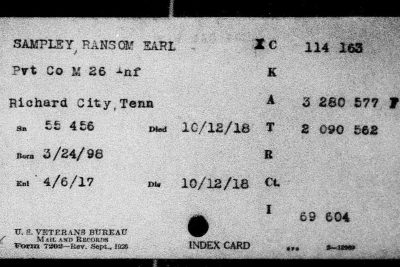 SAMPLEY, RANSOM EARL X C 114 163
Pvt Co M 26 Inf K
Richard City, Tenn A 3 280 577 P
Sn 55 456 Died 10/12/18 T 2 090 562
Born 3/24/98 R
Enl 4/6/17 Dis 10/12/18 Ct.
I 69 604
U. S. VETERANS BUREAU
MAIL AND RECORDS
Form 7202—Rev. Sept., 1926 INDEX CARD